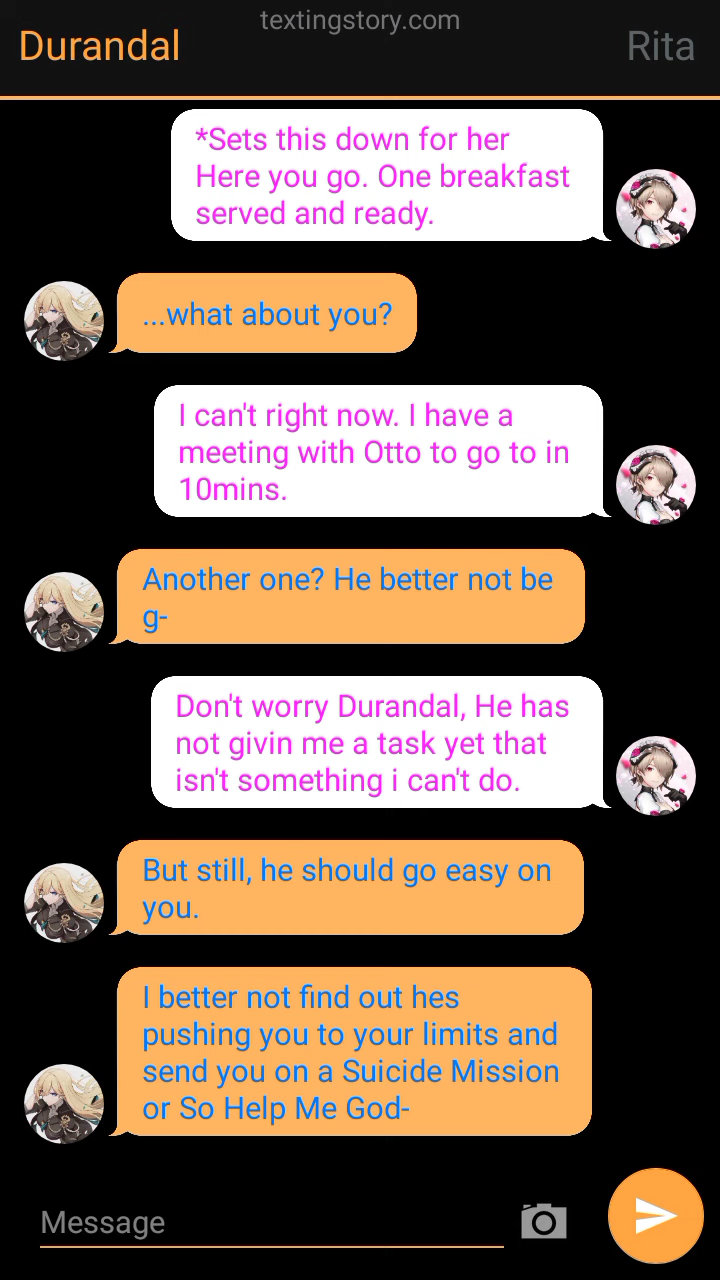 textingstory.com
Durandal
Rita
*Sets this down for her
Here you go. One breakfast
served and ready.
...what about you?
I can't right now. I have a
meeting with Otto to go to in
10mins.
Another one? He better not be
g-
Don't worry Durandal, He has
not givin me a task yet that
isn't something i can't do.
But still, he should go easy on
you.
I better not find out hes
pushing you to your limits and
send you on a Suicide Mission
or So Help Me God-
Message